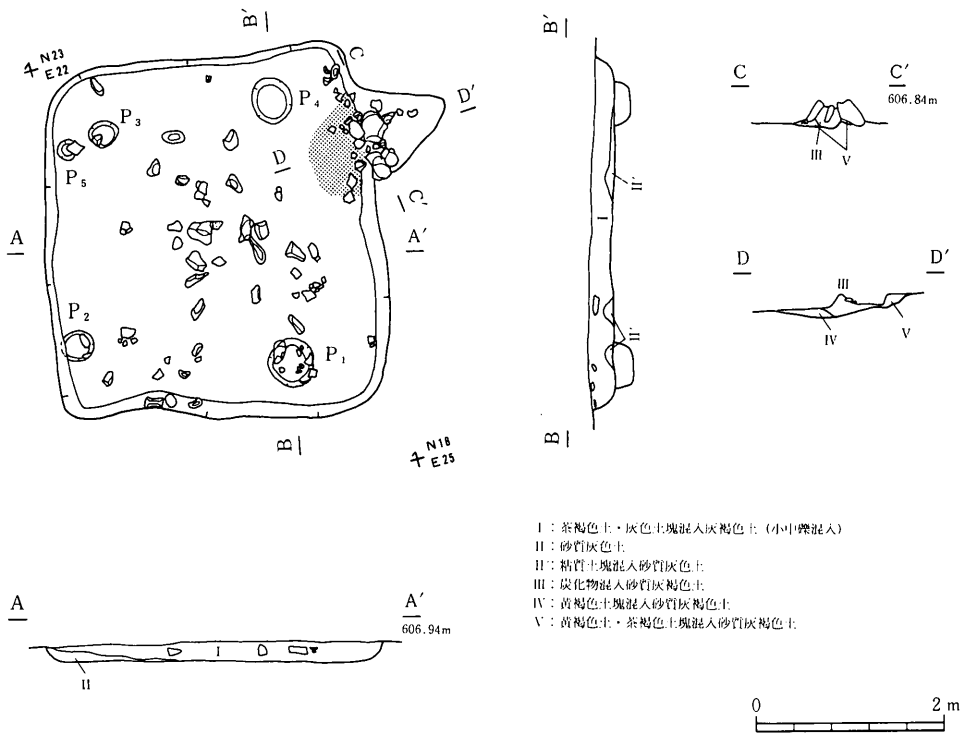 B B′
N23
E22
C
D′
P₃
P₄
P₅
D
C′
A A′
P₂
P₁
B
N18
E25
B′
II′
I
II′
B
C C′
606.84m
III V
D D′
III
IV V
A A′
606.94m
I
II
I：茶褐色土・灰色土塊混入灰褐色土（小中礫混入）
II：砂質灰色土
II′：粘質土塊混入砂質灰色土
III：炭化物混入砂質灰褐色土
IV：黄褐色土塊混入砂質灰褐色土
V：黄褐色土・茶褐色土塊混入砂質灰褐色土
0 2 m